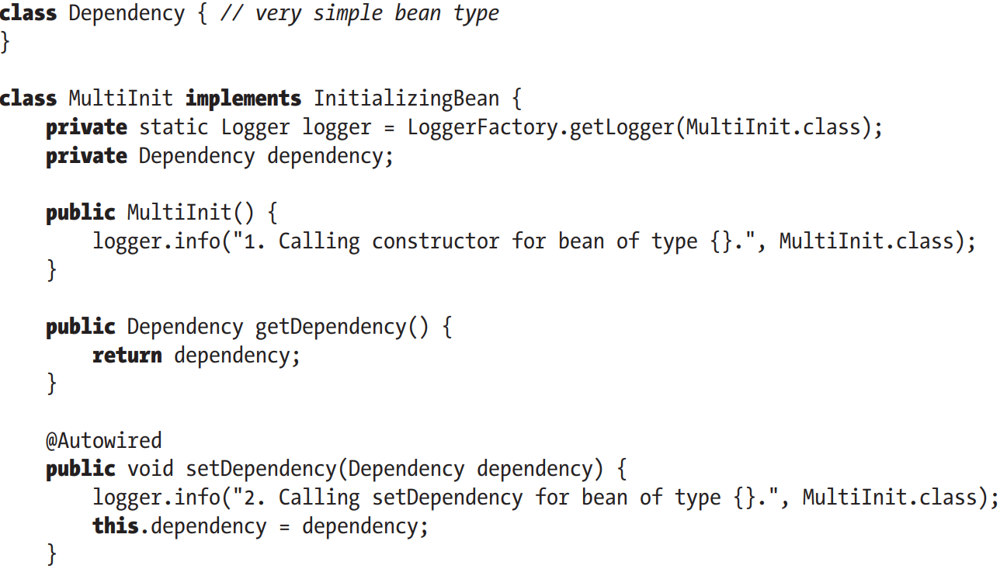 class Dependency { // very simple bean type
}
class MultiInit implements InitializingBean {
    private static Logger logger = LoggerFactory.getLogger(MultiInit.class);
    private Dependency dependency;
    public MultiInit() {
        logger.info("1. Calling constructor for bean of type {}.", MultiInit.class);
    }
    public Dependency getDependency() {
        return dependency;
    }
    @Autowired
    public void setDependency(Dependency dependency) {
        logger.info("2. Calling setDependency for bean of type {}.", MultiInit.class);
        this.dependency = dependency;
    }